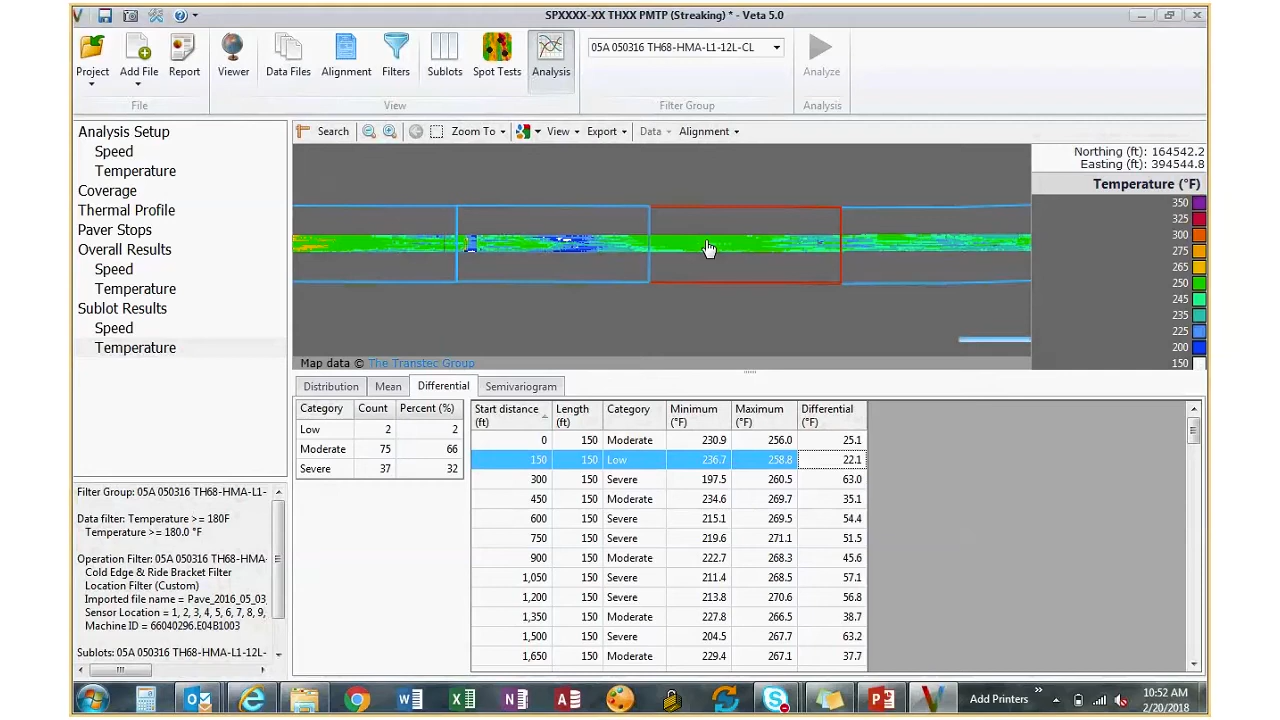 SPXXXX-XX THXX PMTP (Streaking) * - Veta 5.0
Project
Add File
Report
Viewer
Data Files
Alignment
Filters
Sublots
Spot Tests
Analysis
05A 050316 TH68-HMA-L1-12L-CL
Analyze
File
View
Filter Group
Analysis
Analysis Setup
Speed
Temperature
Coverage
Thermal Profile
Paver Stops
Overall Results
Speed
Temperature
Sublot Results
Speed
Temperature
Search
Zoom To
View
Export
Data
Alignment
Northing (ft): 164542.2
Easting (ft): 394544.8
Temperature (°F)
350
325
300
275
265
250
245
235
225
200
150
Map data © The Transtec Group
Distribution
Mean
Differential
Semivariogram
Category Count Percent (%)
Low 2 2
Moderate 75 66
Severe 37 32
Start distance (ft) Length (ft) Category Minimum (°F) Maximum (°F) Differential (°F)
0 150 Moderate 230.9 256.0 25.1
150 150 Low 236.7 258.8 22.1
300 150 Severe 197.5 260.5 63.0
450 150 Moderate 234.6 269.7 35.1
600 150 Severe 215.1 269.5 54.4
750 150 Severe 219.6 271.1 51.5
900 150 Moderate 222.7 268.3 45.6
1,050 150 Severe 211.4 268.5 57.1
1,200 150 Severe 213.8 270.6 56.8
1,350 150 Moderate 227.8 266.5 38.7
1,500 150 Severe 204.5 267.7 63.2
1,650 150 Moderate 229.4 267.1 37.7
Filter Group: 05A 050316 TH68-HMA-L1-
Data filter: Temperature >= 180F
Temperature >= 180.0 °F
Operation Filter: 05A 050316 TH68-HMA-
Cold Edge & Ride Bracket Filter
Location Filter (Custom)
Imported file name = Pave_2016_05_03
Sensor Location = 1, 2, 3, 4, 5, 6, 7, 8, 9,
Machine ID = 66040296.E04B1003
Sublots: 05A 050316 TH68-HMA-L1-12L-
Add Printers
10:52 AM
2/20/2018